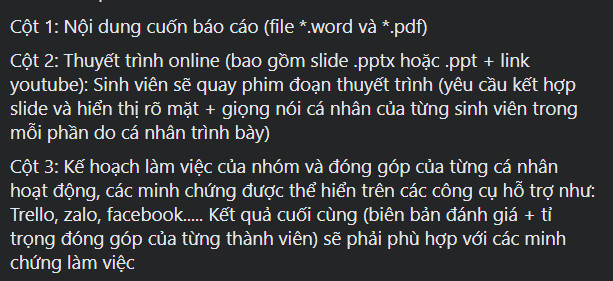 Cột 1: Nội dung cuốn báo cáo (file *.word và *.pdf)
Cột 2: Thuyết trình online (bao gồm slide .pptx hoặc .ppt + link
youtube): Sinh viên sẽ quay phim đoạn thuyết trình (yêu cầu kết hợp
slide và hiển thị rõ mặt + giọng nói cá nhân của từng sinh viên trong
mỗi phần do cá nhân trình bày)
Cột 3: Kế hoạch làm việc của nhóm và đóng góp của từng cá nhân
hoạt động, các minh chứng được thể hiển trên các công cụ hỗ trợ như:
Trello, zalo, facebook..... Kết quả cuối cùng (biên bản đánh giá + tỉ
trọng đóng góp của từng thành viên) sẽ phải phù hợp với các minh
chứng làm việc